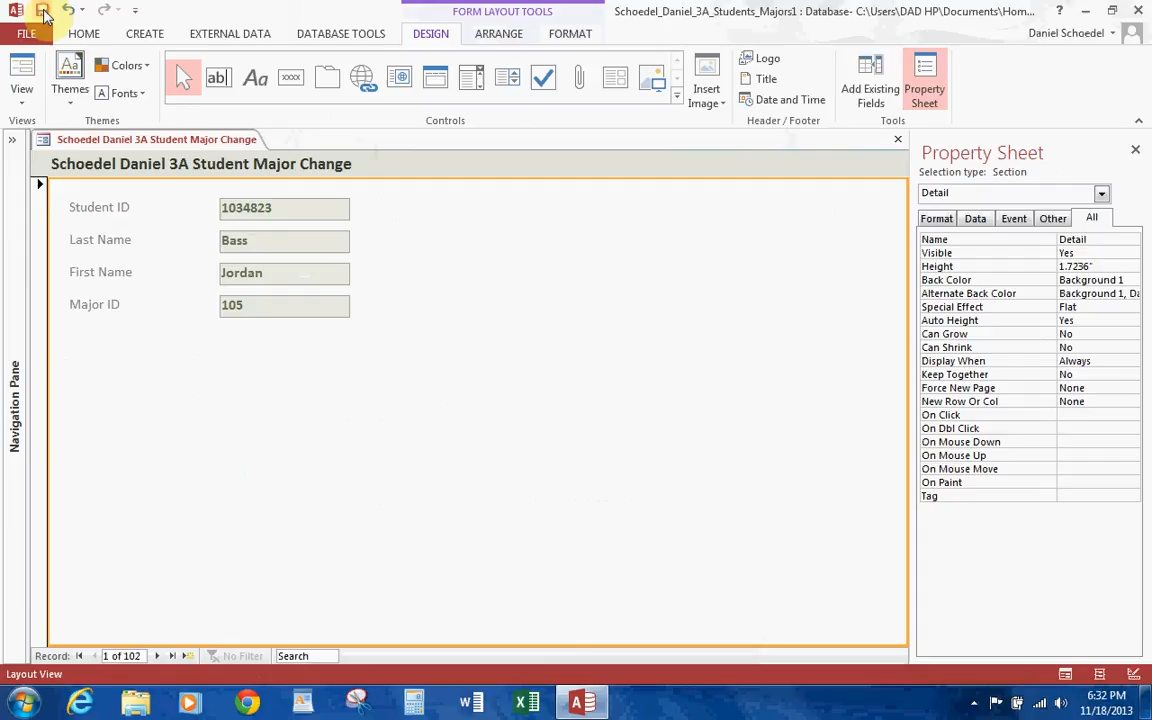 FORM LAYOUT TOOLS
Schoedel_Daniel_3A_Students_Majors1 : Database- C:\Users\DAD HP\Documents\Hom...
?
FILE HOME CREATE EXTERNAL DATA DATABASE TOOLS DESIGN ARRANGE FORMAT
Daniel Schoedel
View
Views
Themes
Colors
Fonts
Themes
ab|
Aa
xxxx
Controls
Insert
Image
Logo
Title
Date and Time
Header / Footer
Add Existing
Fields
Property
Sheet
Tools
Schoedel Daniel 3A Student Major Change
Schoedel Daniel 3A Student Major Change
Navigation Pane
Student ID 1034823
Last Name Bass
First Name Jordan
Major ID 105
Property Sheet
Selection type: Section
Detail
Format Data Event Other All
Name Detail
Visible Yes
Height 1.7236"
Back Color Background 1
Alternate Back Color Background 1, Da
Special Effect Flat
Auto Height Yes
Can Grow No
Can Shrink No
Display When Always
Keep Together No
Force New Page None
New Row Or Col None
On Click
On Dbl Click
On Mouse Down
On Mouse Up
On Mouse Move
On Paint
Tag
Record: 1 of 102 No Filter Search
Layout View
6:32 PM
11/18/2013